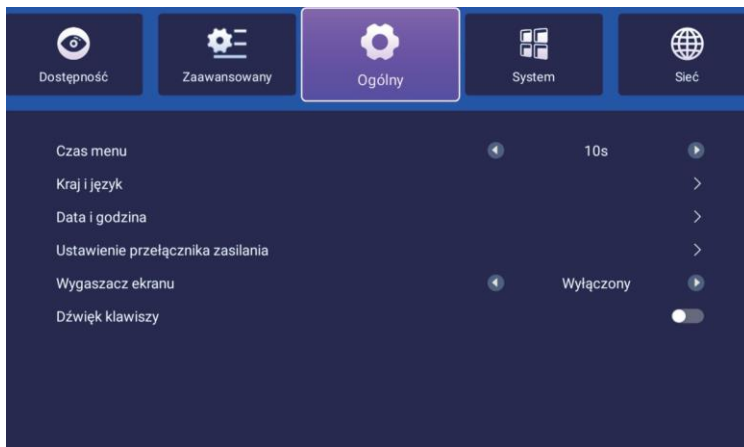 Dostępność Zaawansowany Ogólny System Sieć
Czas menu 10s
Kraj i język
Data i godzina
Ustawienie przełącznika zasilania
Wygaszacz ekranu Wyłączony
Dźwięk klawiszy